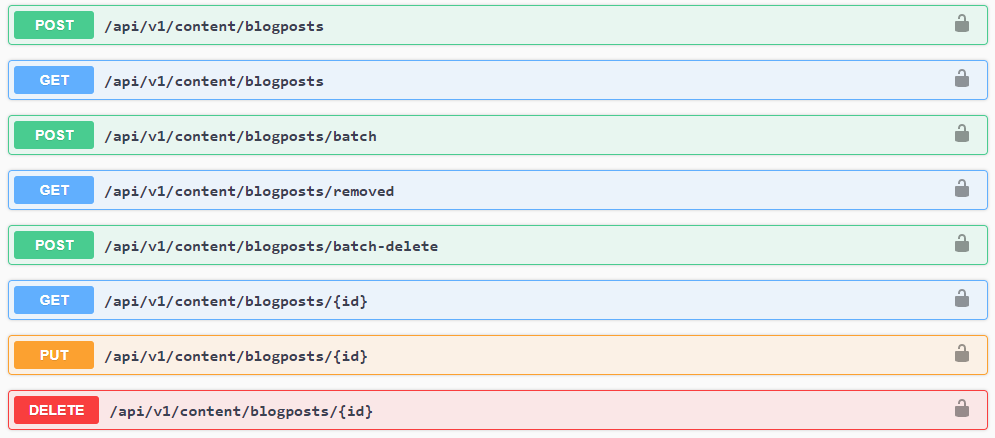 POST /api/v1/content/blogposts
GET /api/v1/content/blogposts
POST /api/v1/content/blogposts/batch
GET /api/v1/content/blogposts/removed
POST /api/v1/content/blogposts/batch-delete
GET /api/v1/content/blogposts/{id}
PUT /api/v1/content/blogposts/{id}
DELETE /api/v1/content/blogposts/{id}